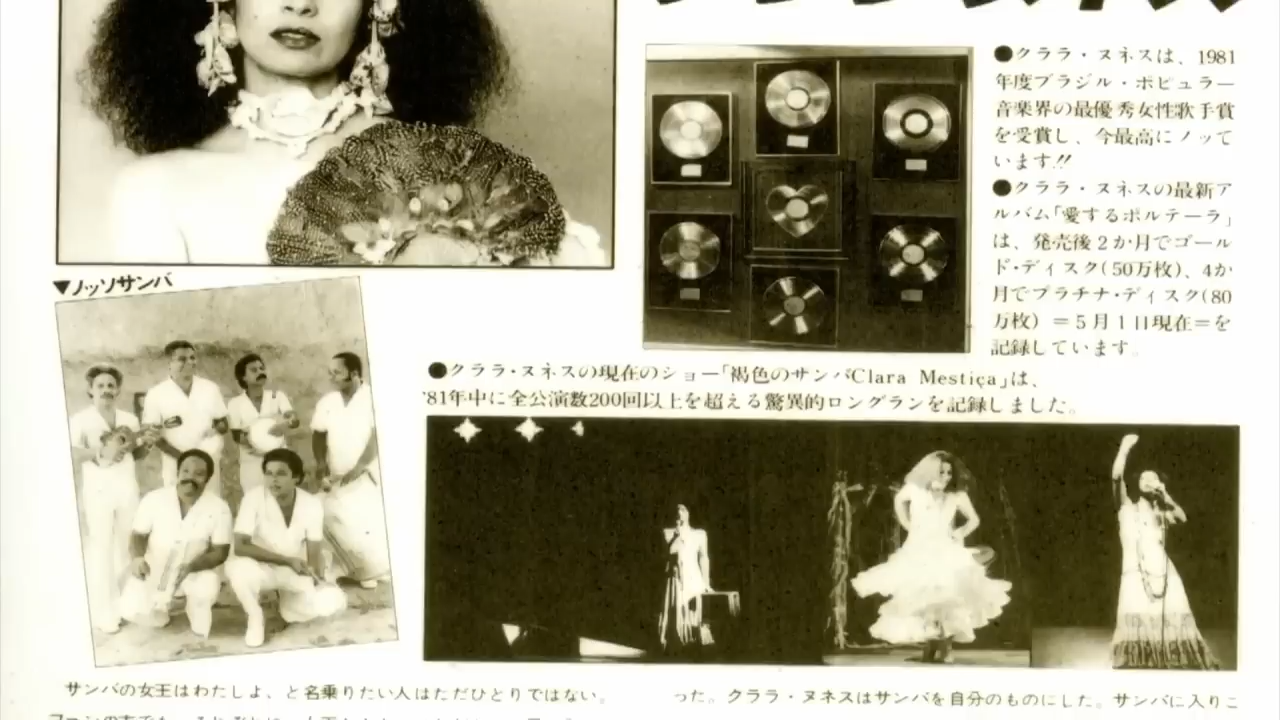 ●クララ・ヌネスは、1981
年度ブラジル・ポピュラー
音楽界の最優秀女性歌手賞
を受賞し、今最高にノッて
います!!
●クララ・ヌネスの最新ア
ルバム「愛するポルテーラ」
は、発売後2か月でゴール
ド・ディスク(50万枚)、4か
月でプラチナ・ディスク(80
万枚)=5月1日現在=を
記録しています。
▼ノッソサンバ
●クララ・ヌネスの現在のショー「褐色のサンバClara Mestiça」は、
'81年中に全公演数200回以上を超える驚異的ロングランを記録しました。
サンバの女王はわたしよ、と名乗りたい人はただひとりではない。
った。クララ・ヌネスはサンバを自分のものにした。サンバに入りこ